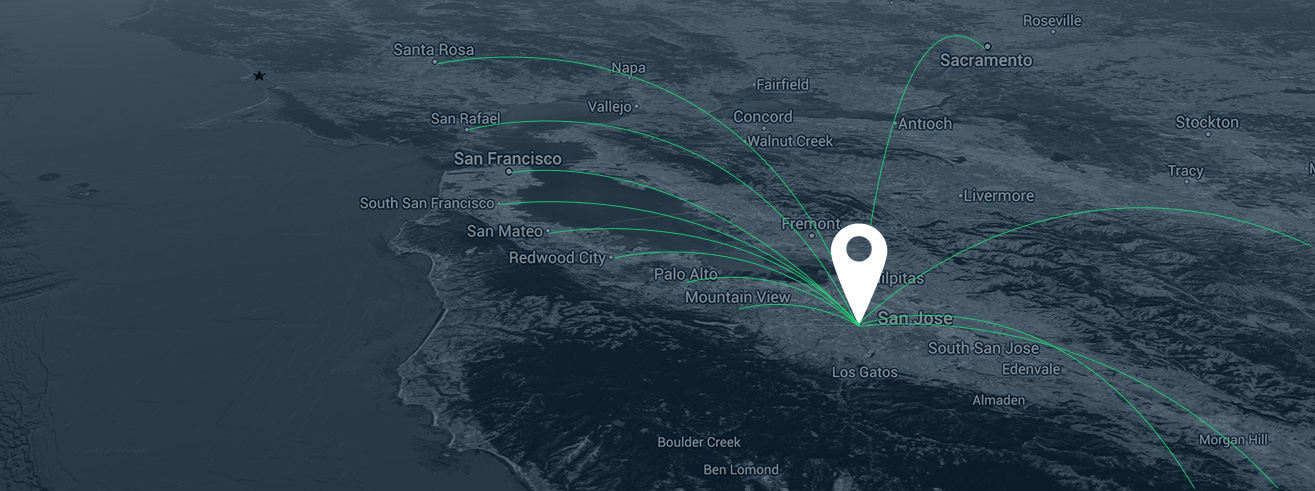 Roseville
Santa Rosa
Sacramento
Napa
Fairfield
Vallejo
San Rafael
Concord
Antioch
Stockton
Walnut Creek
San Francisco
Tracy
Livermore
South San Francisco
Fremont
San Mateo
Redwood City
Palo Alto
ilpitas
Mountain View
San Jose
South San Jose
Los Gatos
Edenvale
Almaden
Boulder Creek
Morgan Hill
Ben Lomond